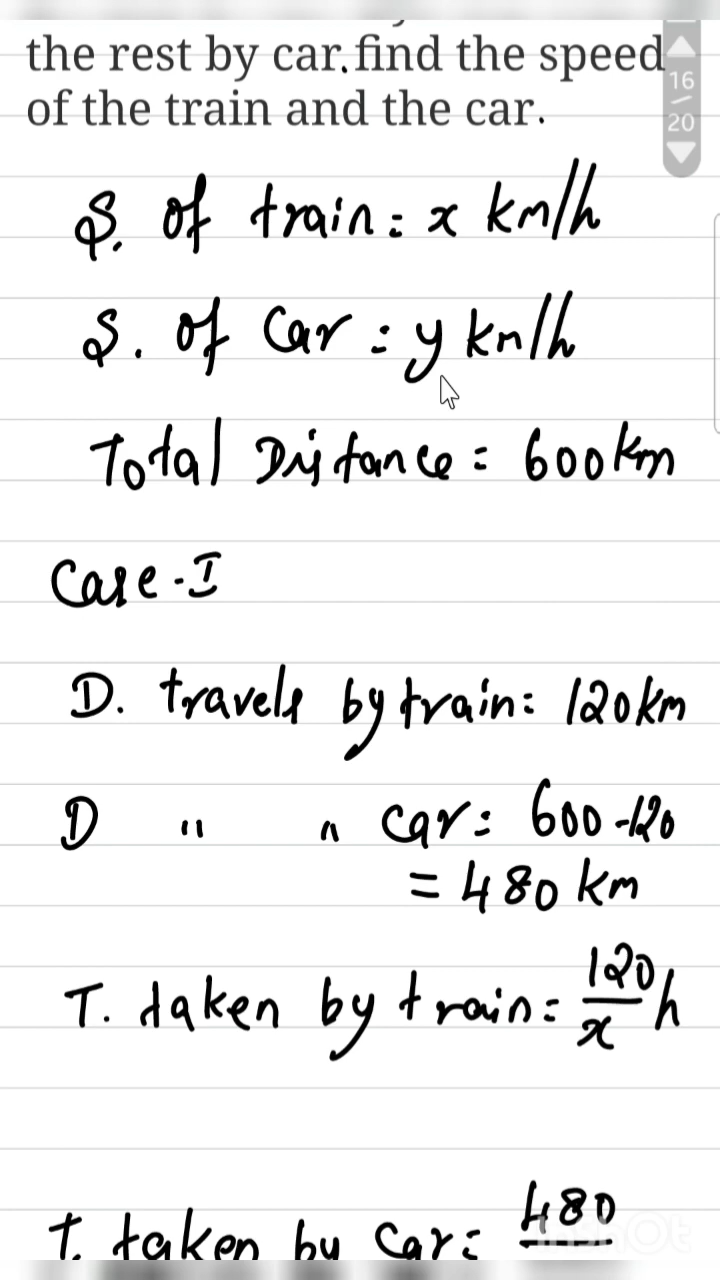 the rest by car. find the speed
of the train and the car.
16
20
S. of train = x km/h
S. of Car = y km/h
Total Distance = 600 km
Case - I
D. travels by train = 120 km
D " " car = 600 - 120
= 480 km
T. taken by train = 120/x h
T. taken by Car = 480
InShOt